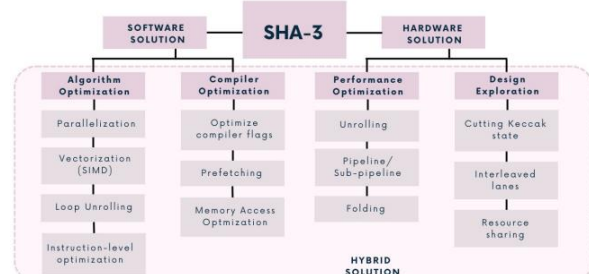 SOFTWARE
SOLUTION
SHA-3
HARDWARE
SOLUTION
Algorithm
Optimization
Parallelization
Vectorization
(SIMD)
Loop Unrolling
Instruction-level
optimization
Compiler
Optimization
Optimize
compiler flags
Prefetching
Memory Access
Optmization
Performance
Optimization
Unrolling
Pipeline/
Sub-pipeline
Folding
Design
Exploration
Cutting Keccak
state
Interleaved
lanes
Resource
sharing
HYBRID
SOLUTION